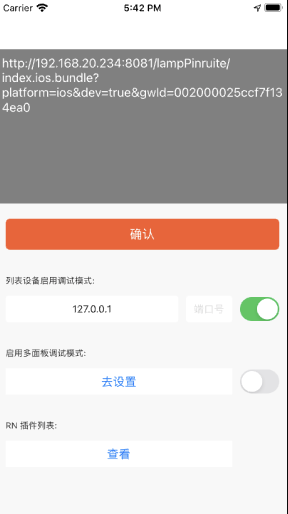 Carrier 5:42 PM
http://192.168.20.234:8081/lampPinruite/
index.ios.bundle?
platform=ios&dev=true&gwId=002000025ccf7f13
4ea0
确认
列表设备启用调试模式:
127.0.0.1 端口号
启用多面板调试模式:
去设置
RN 插件列表:
查看